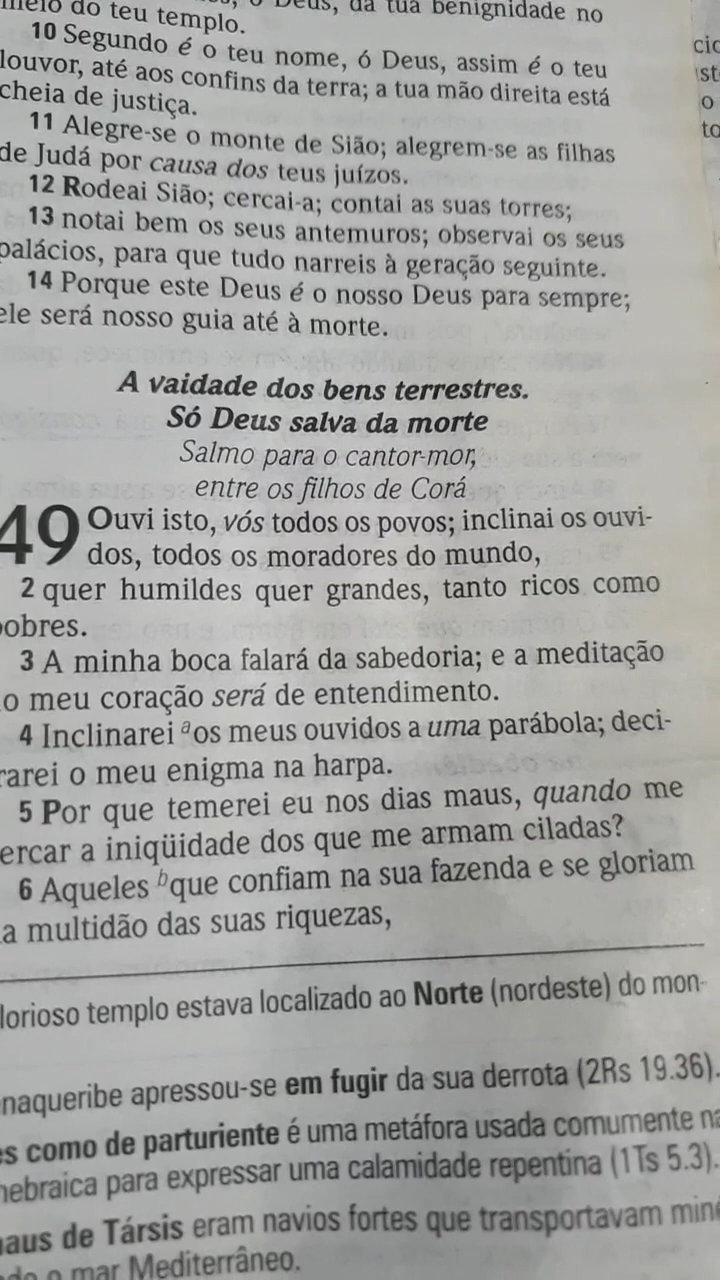 do teu templo.
Deus, da tua benignidade no
10 Segundo é o teu nome, ó Deus, assim é o teu
louvor, até aos confins da terra; a tua mão direita está
cheia de justiça.
11 Alegre-se o monte de Sião; alegrem-se as filhas
de Judá por causa dos teus juízos.
12 Rodeai Sião; cercai-a; contai as suas torres;
13 notai bem os seus antemuros; observai os seus
palácios, para que tudo narreis à geração seguinte.
14 Porque este Deus é o nosso Deus para sempre;
ele será nosso guia até à morte.
A vaidade dos bens terrestres.
Só Deus salva da morte
Salmo para o cantor-mor,
entre os filhos de Corá
49 Ouvi isto, vós todos os povos; inclinai os ouvi-
dos, todos os moradores do mundo,
2 quer humildes quer grandes, tanto ricos como
pobres.
3 A minha boca falará da sabedoria; e a meditação
o meu coração será de entendimento.
4 Inclinarei a os meus ouvidos a uma parábola; deci-
rarei o meu enigma na harpa.
5 Por que temerei eu nos dias maus, quando me
ercar a iniqüidade dos que me armam ciladas?
6 Aqueles b que confiam na sua fazenda e se gloriam
a multidão das suas riquezas,
lorioso templo estava localizado ao Norte (nordeste) do mon-
naqueribe apressou-se em fugir da sua derrota (2Rs 19.36).
es como de parturiente é uma metáfora usada comumente na
hebraica para expressar uma calamidade repentina (1Ts 5.3).
naus de Társis eram navios fortes que transportavam
o mar Mediterrâneo.